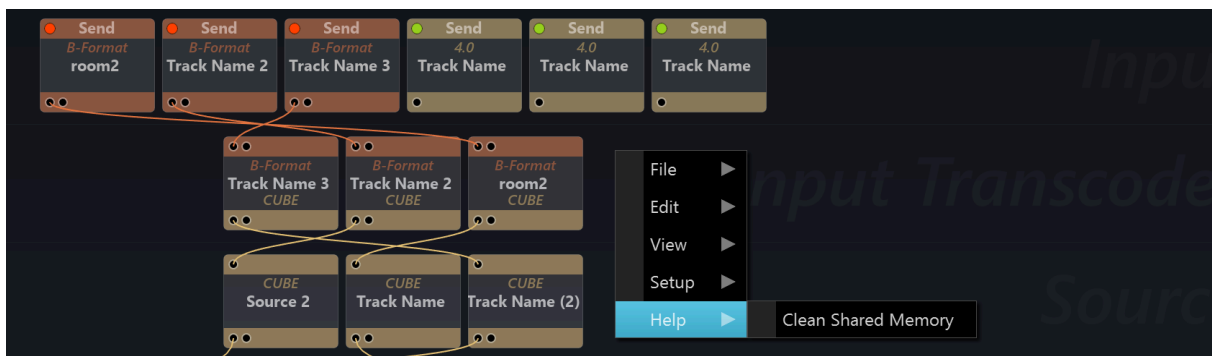 Send
B-Format
room2
Send
B-Format
Track Name 2
Send
B-Format
Track Name 3
Send
4.0
Track Name
Send
4.0
Track Name
Send
4.0
Track Name
Inpu
B-Format
Track Name 3
CUBE
B-Format
Track Name 2
CUBE
B-Format
room2
CUBE
Input Transcode
CUBE
Source 2
CUBE
Track Name
CUBE
Track Name (2)
Sourc
File
Edit
View
Setup
Help
Clean Shared Memory